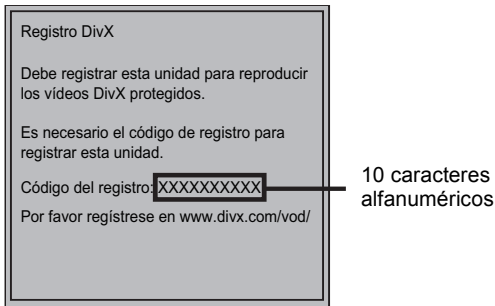 Registro DivX
Debe registrar esta unidad para reproducir
los vídeos DivX protegidos.
Es necesario el código de registro para
registrar esta unidad.
Código del registro: XXXXXXXXXX
Por favor regístrese en www.divx.com/vod/
10 caracteres
alfanuméricos